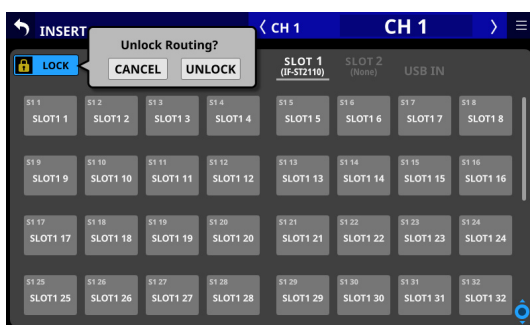 INSERT
CH 1
CH 1
Unlock Routing?
CANCEL UNLOCK
LOCK
SLOT 1 SLOT 2 USB IN
(IF-ST2110) (None)
S1 1 S1 2 S1 3 S1 4 S1 5 S1 6 S1 7 S1 8
SLOT1 1 SLOT1 2 SLOT1 3 SLOT1 4 SLOT1 5 SLOT1 6 SLOT1 7 SLOT1 8
S1 9 S1 10 S1 11 S1 12 S1 13 S1 14 S1 15 S1 16
SLOT1 9 SLOT1 10 SLOT1 11 SLOT1 12 SLOT1 13 SLOT1 14 SLOT1 15 SLOT1 16
S1 17 S1 18 S1 19 S1 20 S1 21 S1 22 S1 23 S1 24
SLOT1 17 SLOT1 18 SLOT1 19 SLOT1 20 SLOT1 21 SLOT1 22 SLOT1 23 SLOT1 24
S1 25 S1 26 S1 27 S1 28 S1 29 S1 30 S1 31 S1 32
SLOT1 25 SLOT1 26 SLOT1 27 SLOT1 28 SLOT1 29 SLOT1 30 SLOT1 31 SLOT1 32